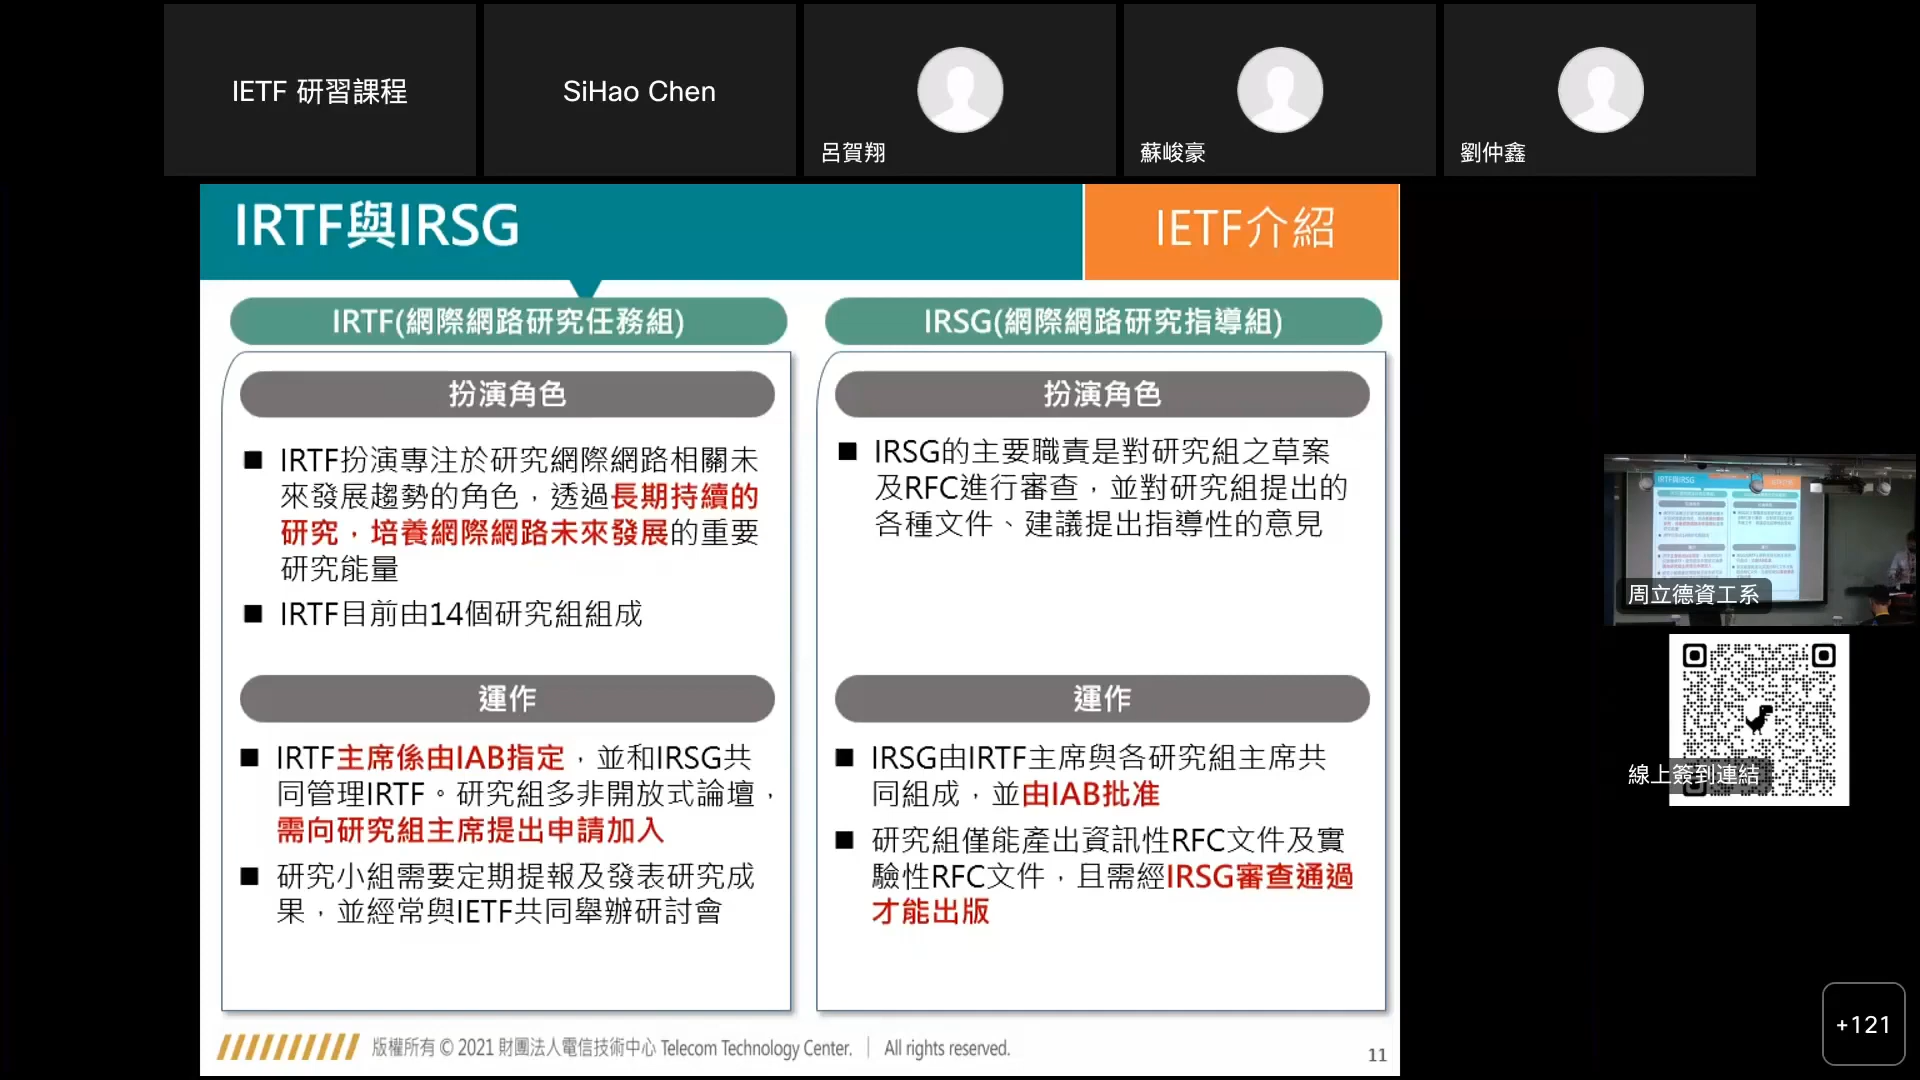 IETF 研習課程
SiHao Chen
呂賀翔
蘇峻豪
劉仲鑫
IRTF與IRSG
IETF介紹
IRTF(網際網路研究任務組)
扮演角色
■ IRTF扮演專注於研究網際網路相關未
來發展趨勢的角色，透過長期持續的
研究，培養網際網路未來發展的重要
研究能量
■ IRTF目前由14個研究組組成
運作
■ IRTF主席係由IAB指定，並和IRSG共
同管理IRTF。研究組多非開放式論壇，
需向研究組主席提出申請加入
■ 研究小組需要定期提報及發表研究成
果，並經常與IETF共同舉辦研討會
IRSG(網際網路研究指導組)
扮演角色
■ IRSG的主要職責是對研究組之草案
及RFC進行審查，並對研究組提出的
各種文件、建議提出指導性的意見
運作
■ IRSG由IRTF主席與各研究組主席共
同組成，並由IAB批准
■ 研究組僅能產出資訊性RFC文件及實
驗性RFC文件，且需經IRSG審查通過
才能出版
版權所有 © 2021 財團法人電信技術中心 Telecom Technology Center. | All rights reserved.
11
IRTF與IRSG
周立德資工系
線上簽到連結
+121